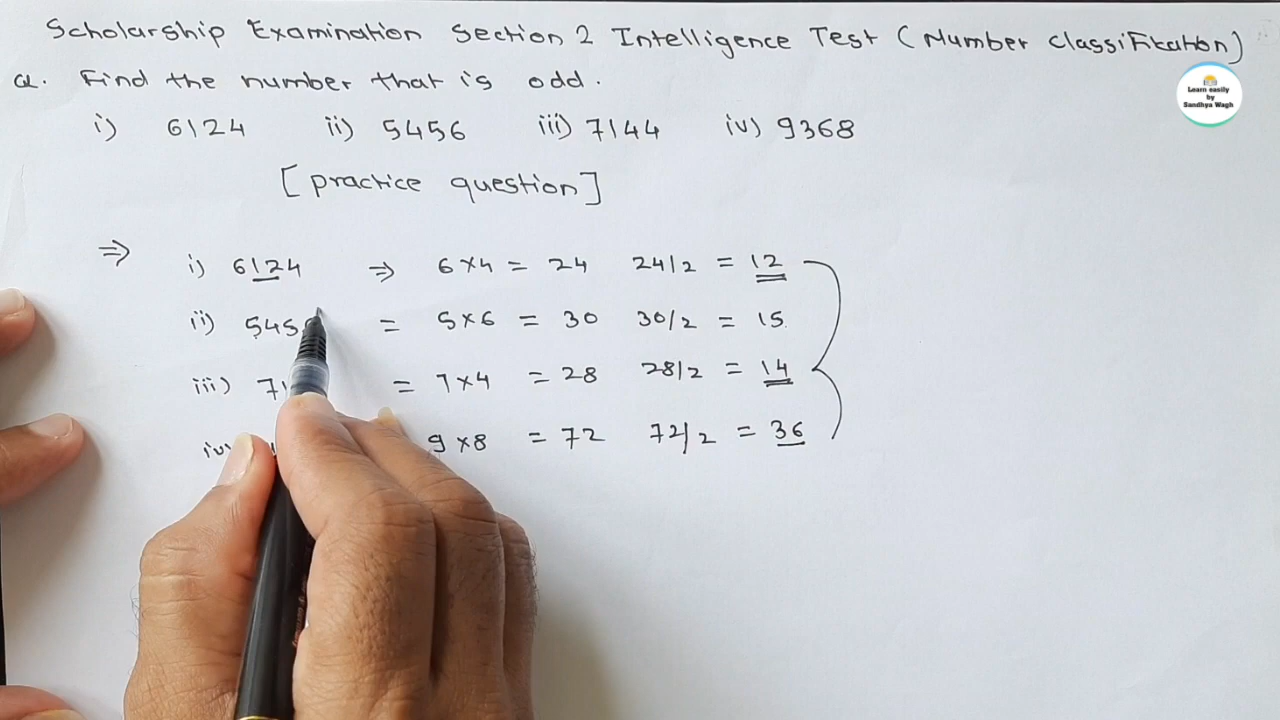 Scholarship Examination Section 2 Intelligence Test (Number Classification)
Q. Find the number that is odd.
i) 6124 ii) 5456 iii) 7144 iv) 9368
[practice question]
⇒ i) 6124 ⇒ 6×4 = 24 24/2 = 12
ii) 545 = 5×6 = 30 30/2 = 15
iii) 71 = 7×4 = 28 28/2 = 14
iv) 9×8 = 72 72/2 = 36
Learn easily
by
Sandhya Wagh